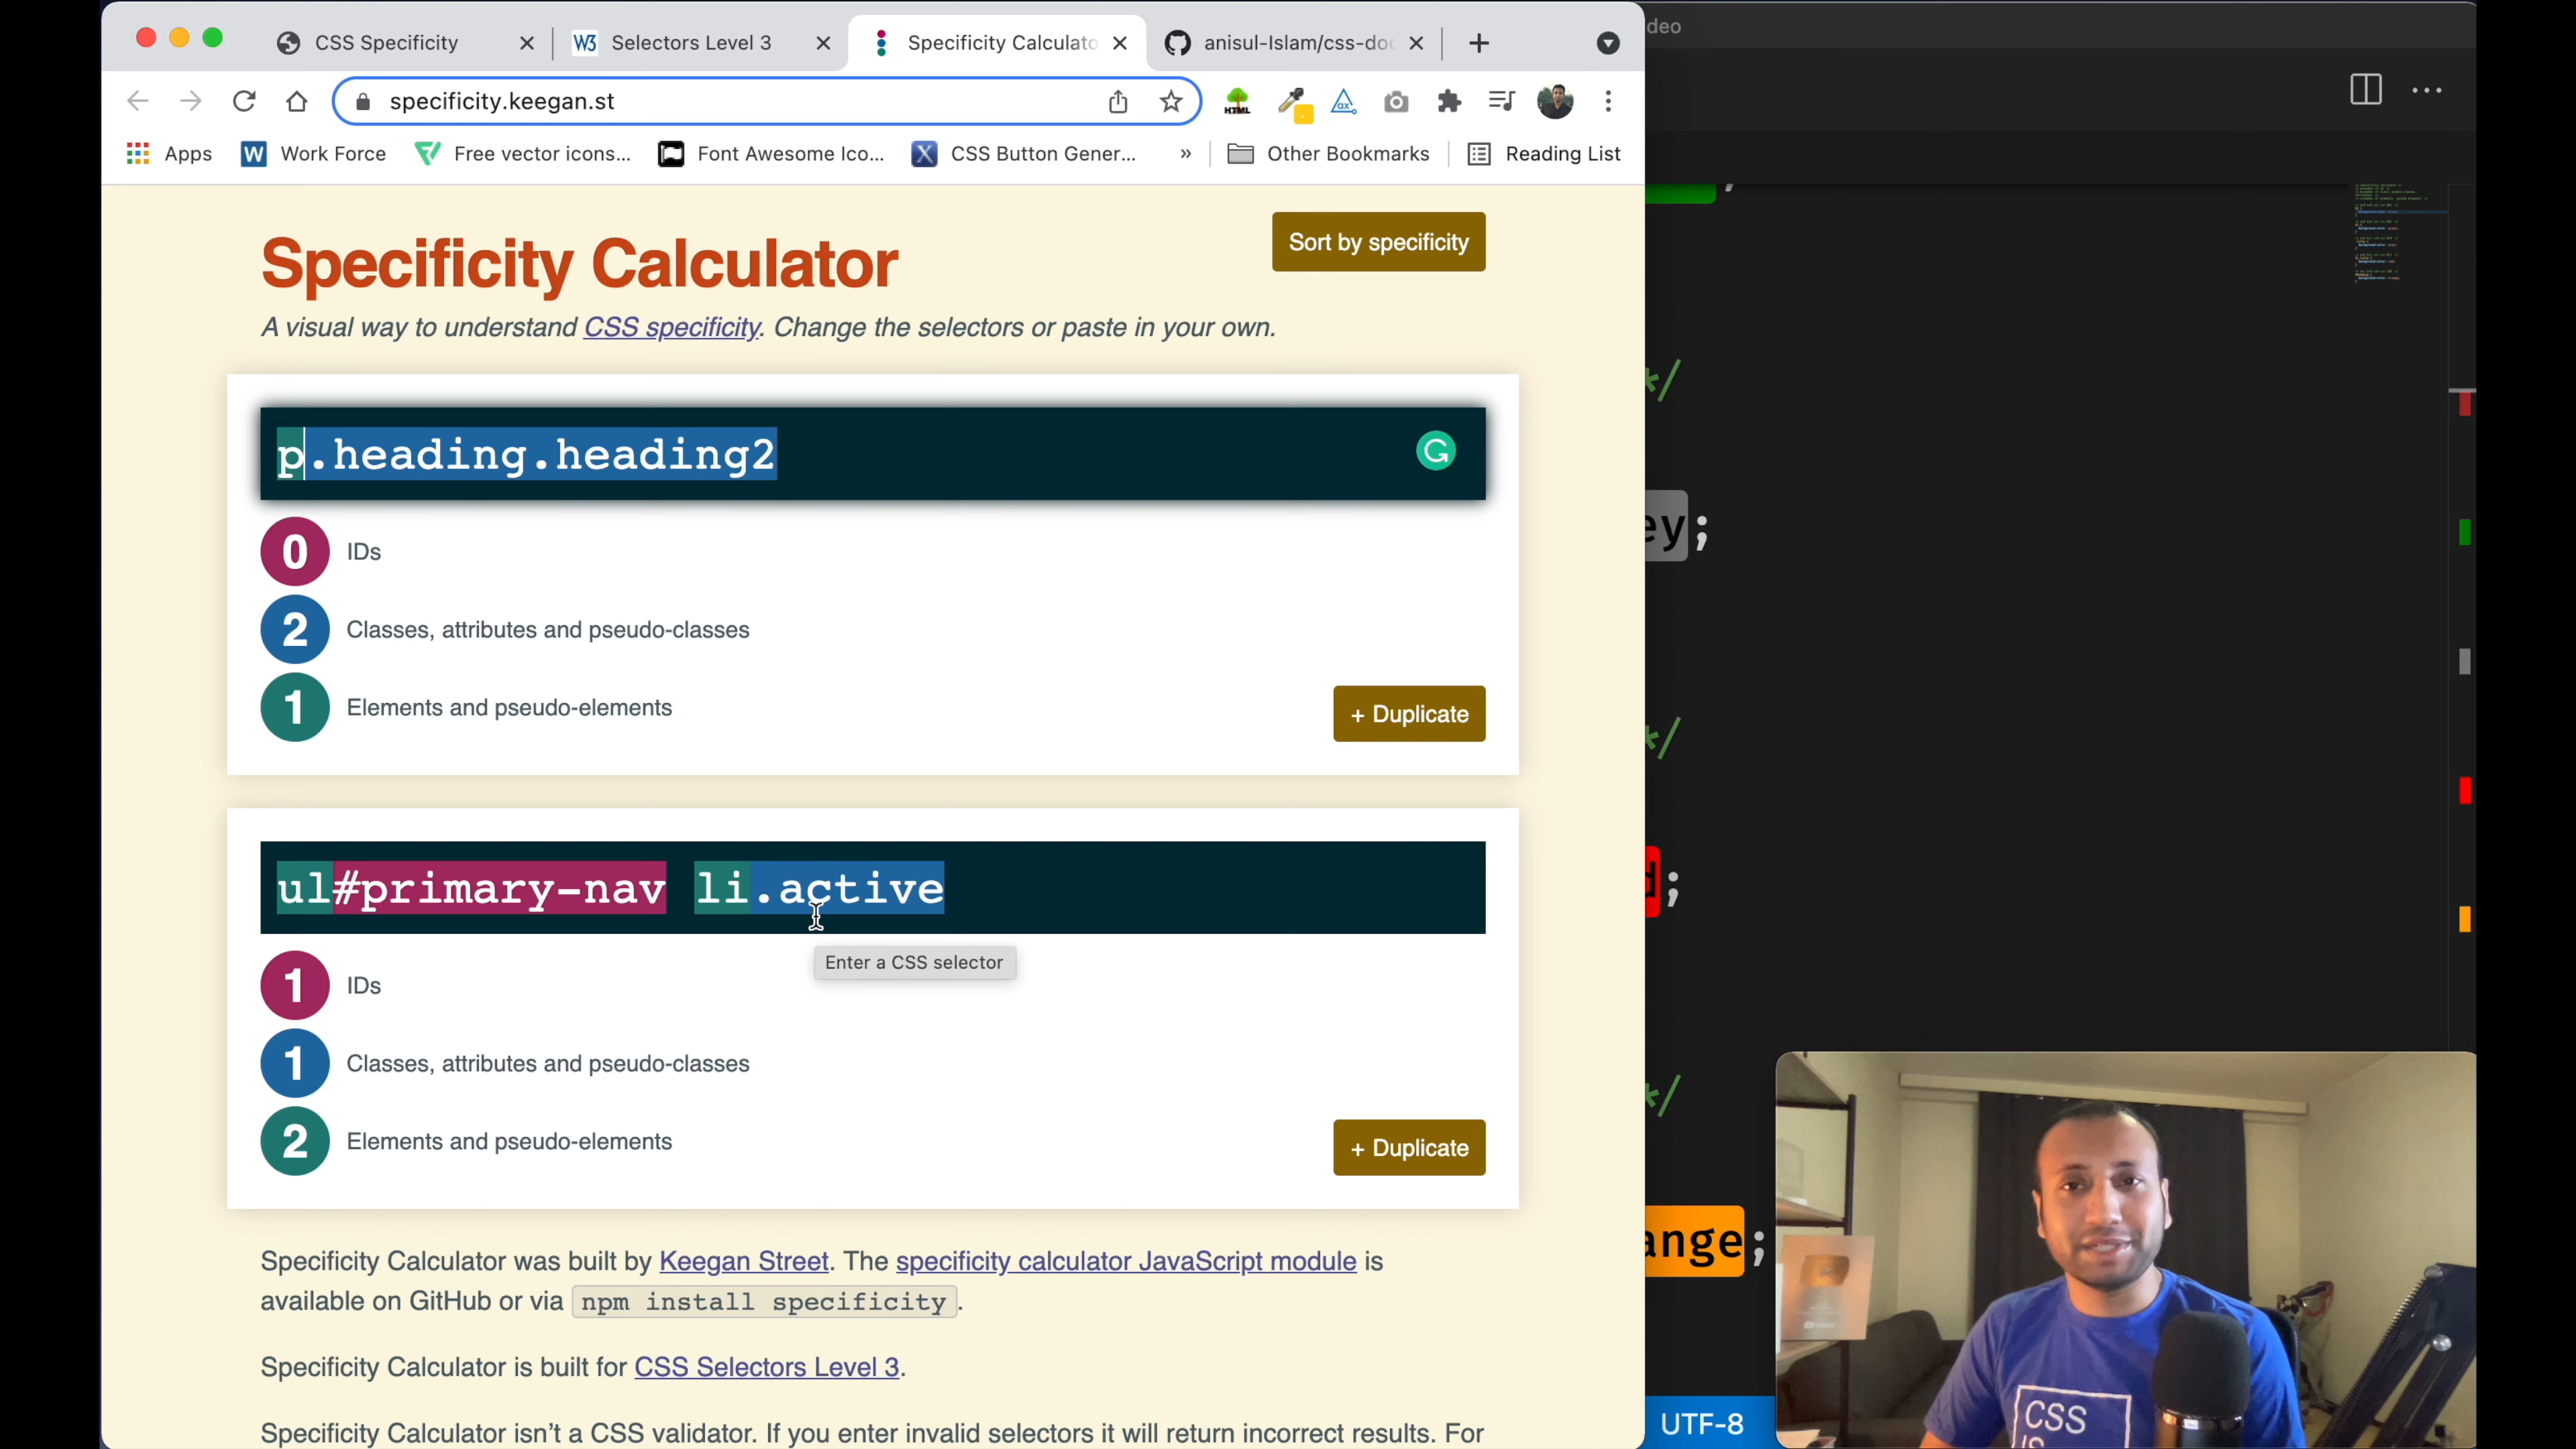 deo
CSS Specificity
Selectors Level 3
Specificity Calculato
anisul-Islam/css-doc
specificity.keegan.st
HTML
Apps
Work Force
Free vector icons...
Font Awesome Ico...
CSS Button Gener...
»
Other Bookmarks
Reading List
Specificity Calculator
Sort by specificity
A visual way to understand CSS specificity. Change the selectors or paste in your own.
p.heading.heading2
0 IDs
2 Classes, attributes and pseudo-classes
1 Elements and pseudo-elements
+ Duplicate
ul#primary-nav li.active
Enter a CSS selector
1 IDs
1 Classes, attributes and pseudo-classes
2 Elements and pseudo-elements
+ Duplicate
Specificity Calculator was built by Keegan Street. The specificity calculator JavaScript module is
available on GitHub or via npm install specificity.
Specificity Calculator is built for CSS Selectors Level 3.
Specificity Calculator isn't a CSS validator. If you enter invalid selectors it will return incorrect results. For
;
*/
ey;
*/
d;
*/
ange;
UTF-8
CSS
IS